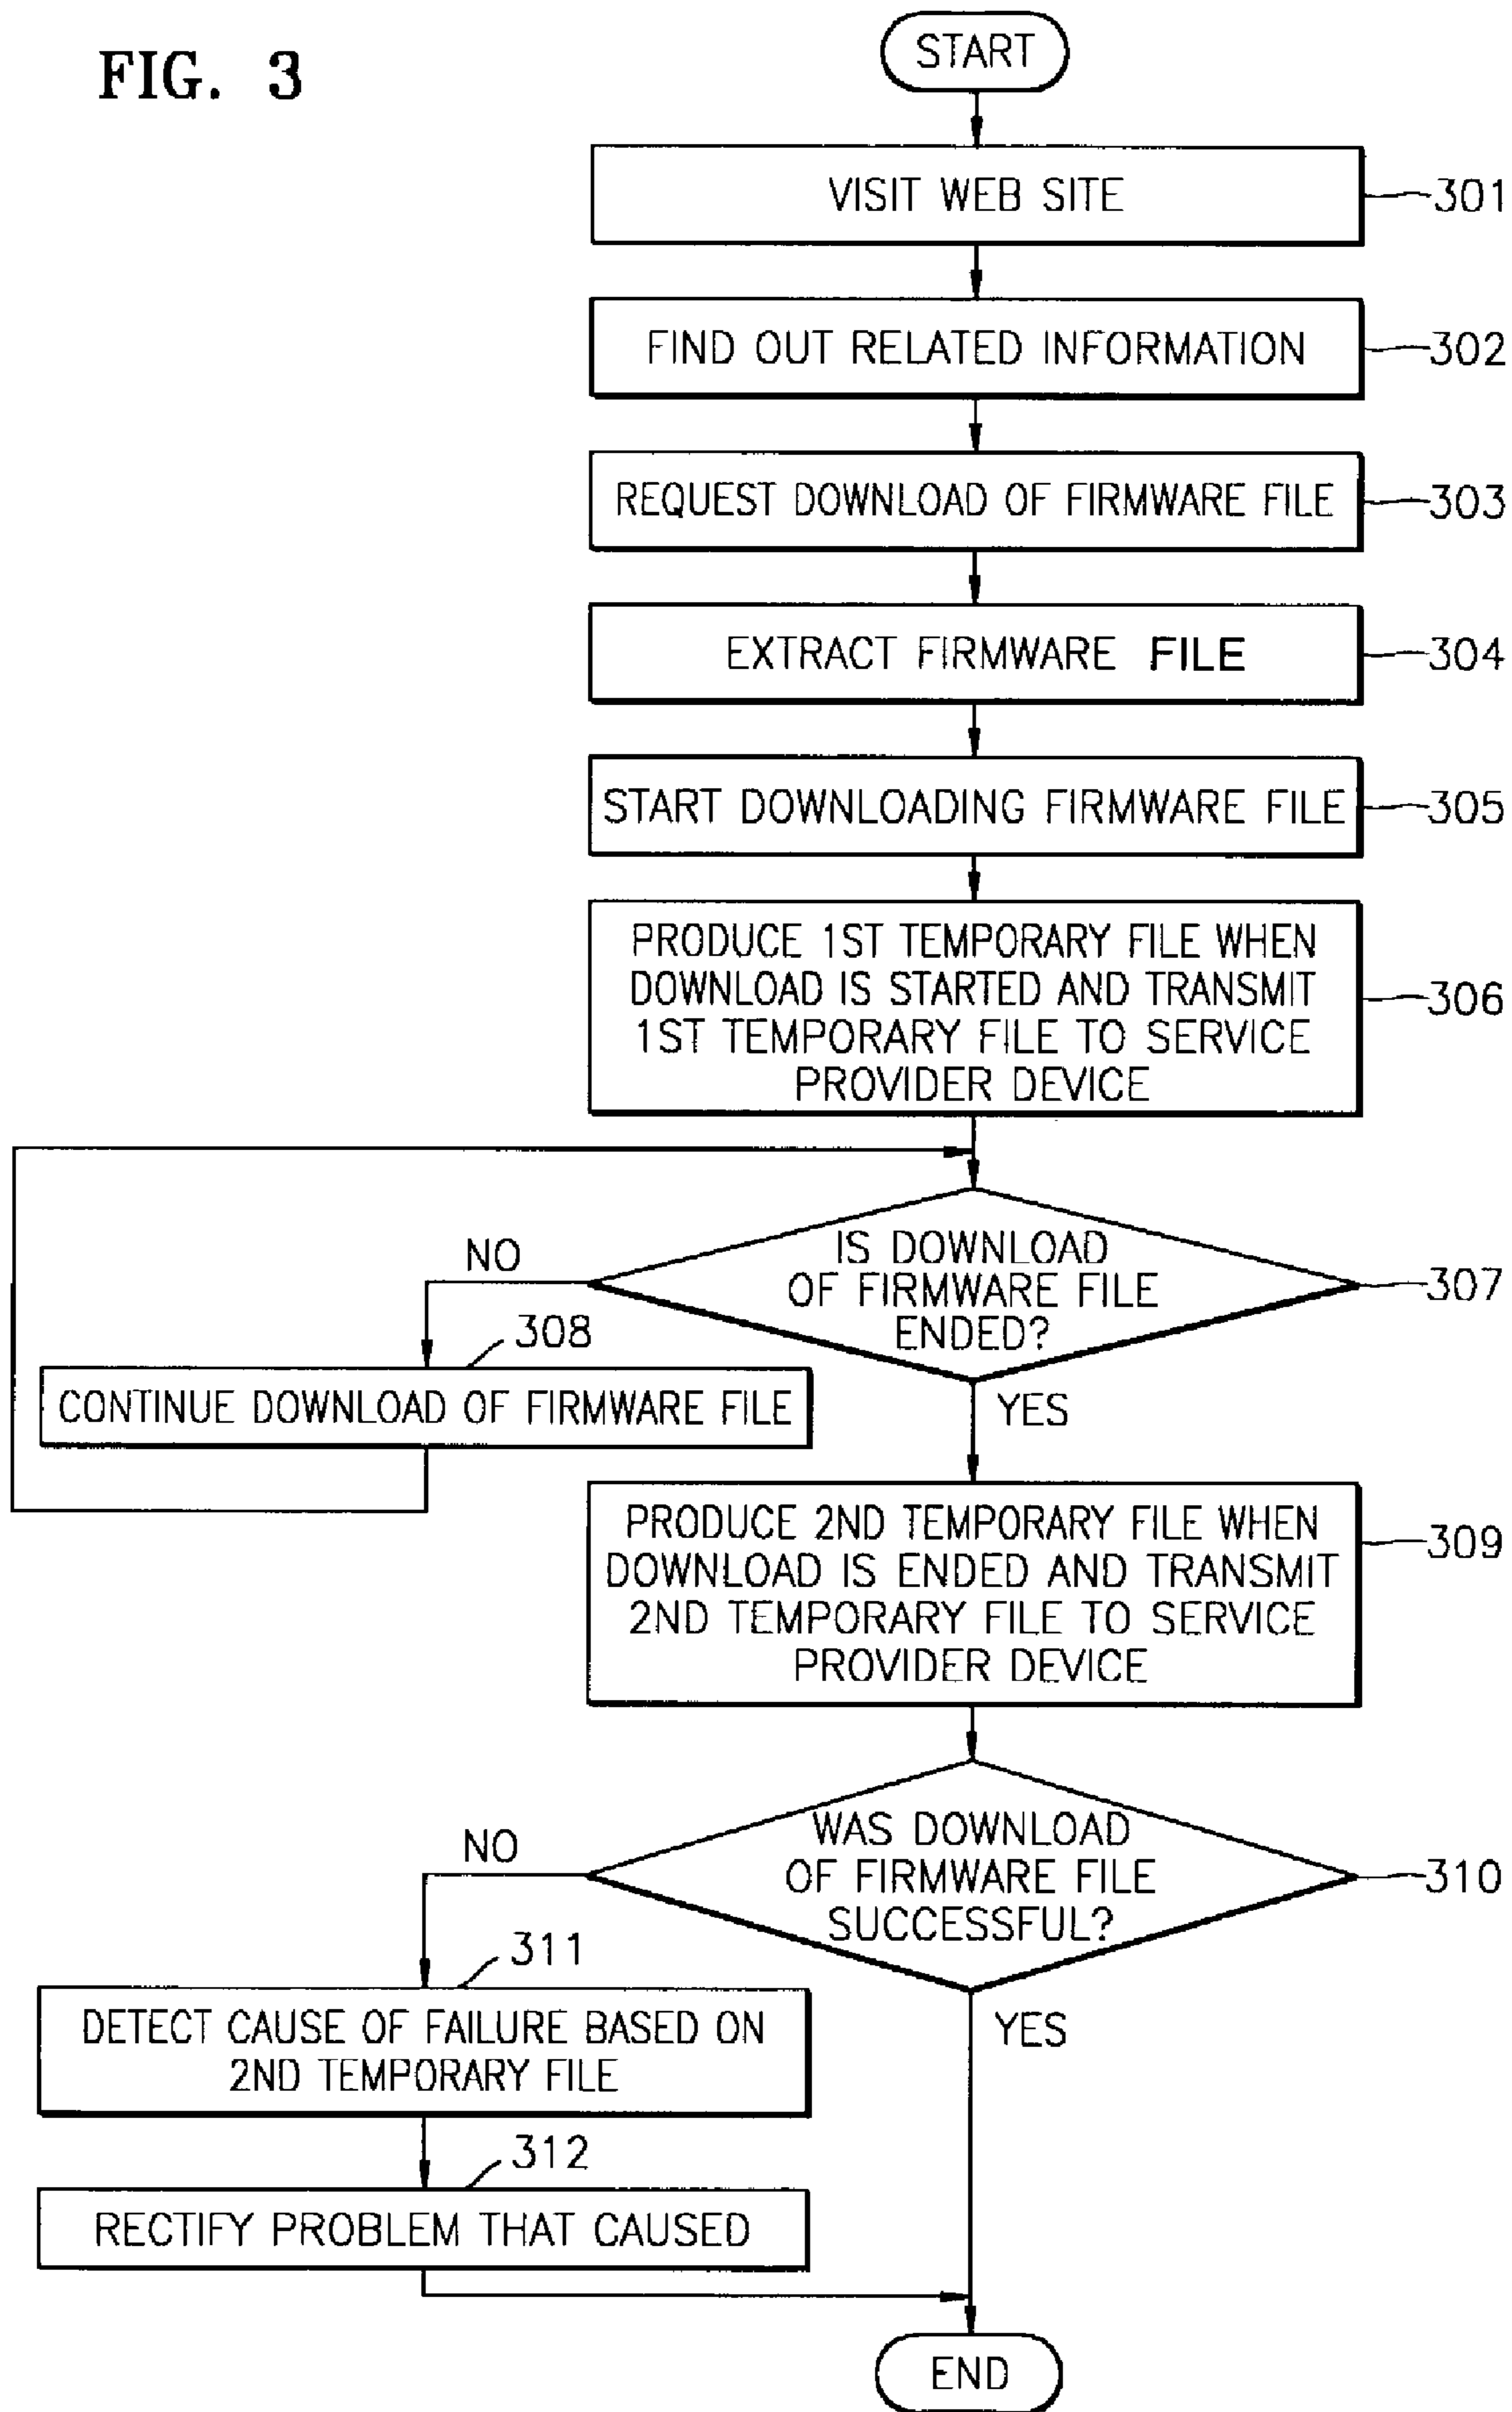 FIG. 3
START
VISIT WEB SITE
301
FIND OUT RELATED INFORMATION
302
REQUEST DOWNLOAD OF FIRMWARE FILE
303
EXTRACT FIRMWARE FILE
304
START DOWNLOADING FIRMWARE FILE
305
PRODUCE 1ST TEMPORARY FILE WHEN
DOWNLOAD IS STARTED AND TRANSMIT
1ST TEMPORARY FILE TO SERVICE
PROVIDER DEVICE
306
IS DOWNLOAD
OF FIRMWARE FILE
ENDED?
307
NO
308
CONTINUE DOWNLOAD OF FIRMWARE FILE
YES
PRODUCE 2ND TEMPORARY FILE WHEN
DOWNLOAD IS ENDED AND TRANSMIT
2ND TEMPORARY FILE TO SERVICE
PROVIDER DEVICE
309
WAS DOWNLOAD
OF FIRMWARE FILE
SUCCESSFUL?
310
NO
311
DETECT CAUSE OF FAILURE BASED ON
2ND TEMPORARY FILE
YES
312
RECTIFY PROBLEM THAT CAUSED
END